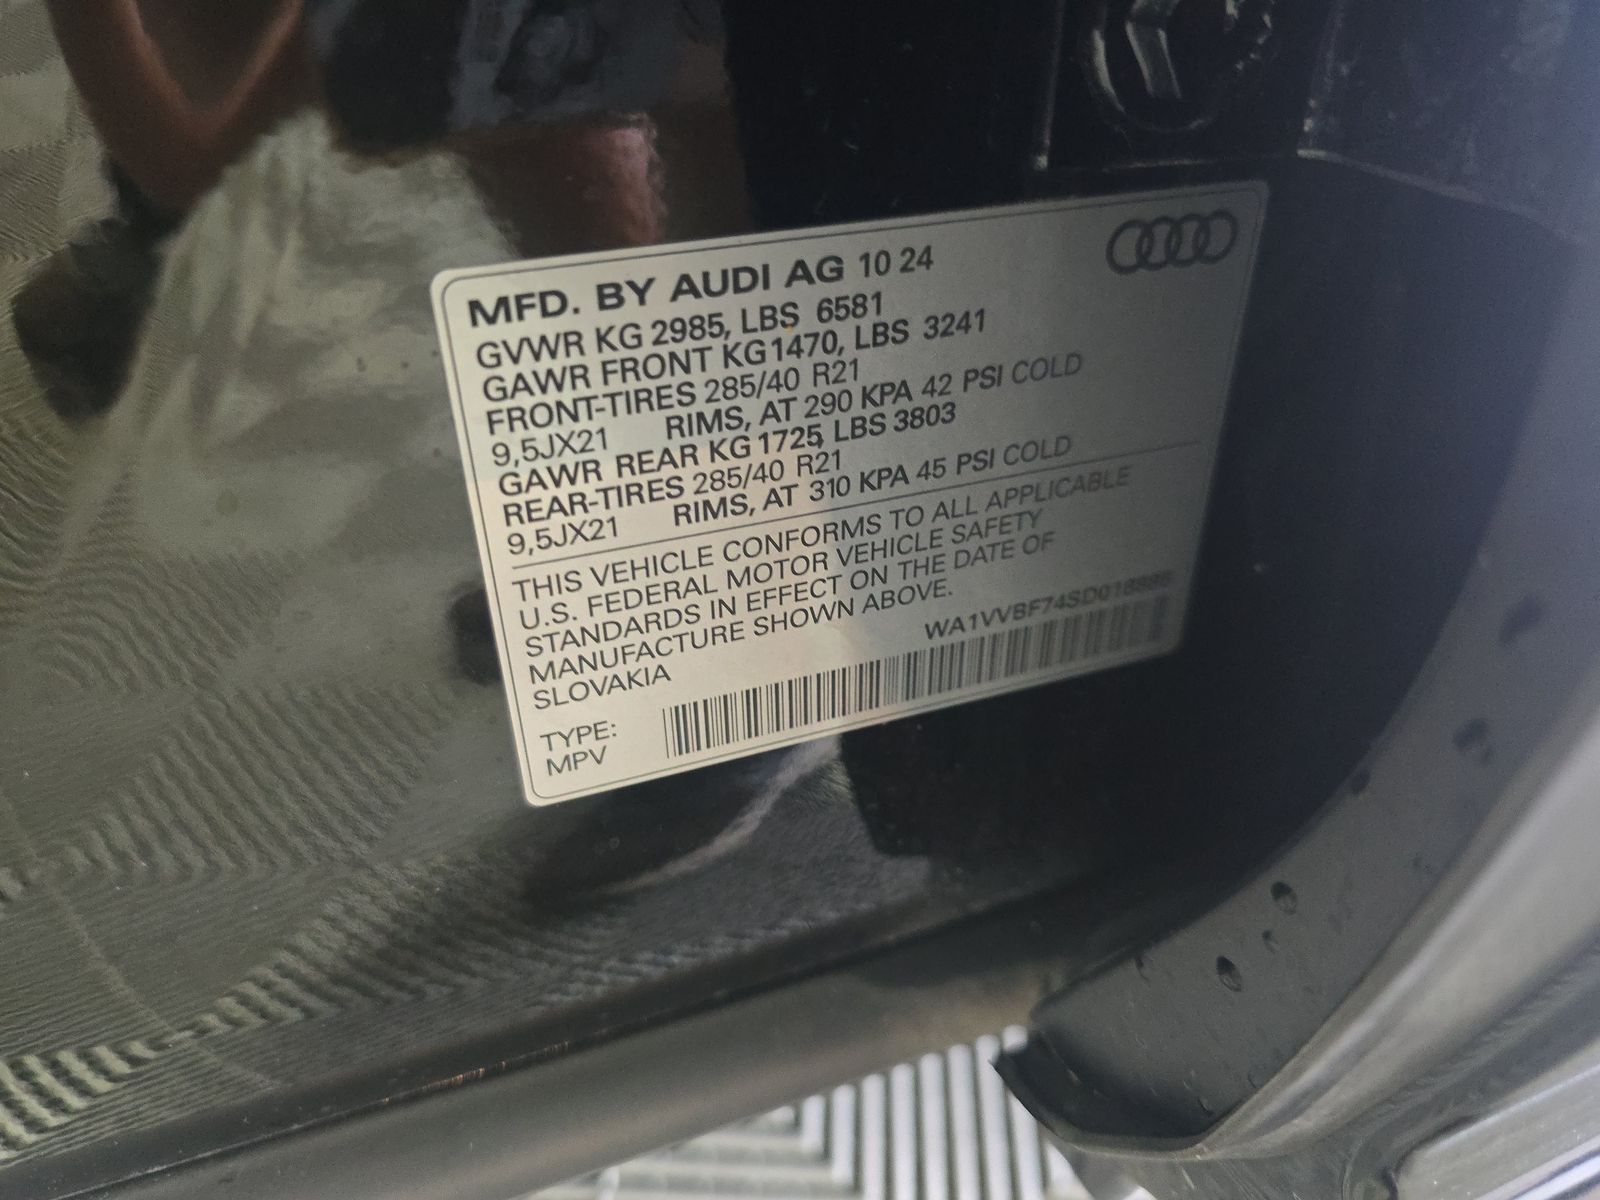 MFD. BY AUDI AG 10 24
GVWR KG 2985, LBS 6581
GAWR FRONT KG1470, LBS 3241
FRONT-TIRES 285/40 R21
9,5JX21 RIMS, AT 290 KPA 42 PSI COLD
GAWR REAR KG1725, LBS 3803
REAR-TIRES 285/40 R21
9,5JX21 RIMS, AT 310 KPA 45 PSI COLD
THIS VEHICLE CONFORMS TO ALL APPLICABLE
U.S. FEDERAL MOTOR VEHICLE SAFETY
STANDARDS IN EFFECT ON THE DATE OF
MANUFACTURE SHOWN ABOVE.
SLOVAKIA
TYPE:
MPV